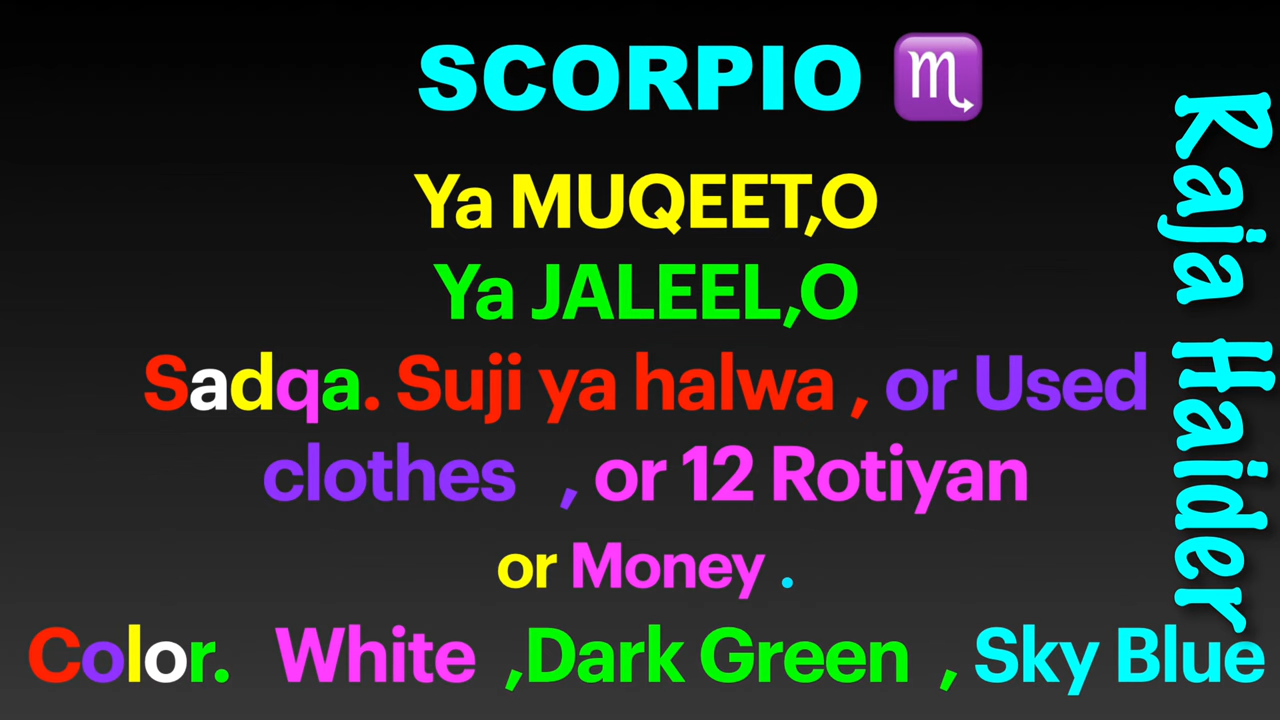 SCORPIO ♏
Ya MUQEET,O
Ya JALEEL,O
Sadqa. Suji ya halwa , or Used
clothes , or 12 Rotiyan
or Money .
Color. White ,Dark Green , Sky Blue
Raja Haider